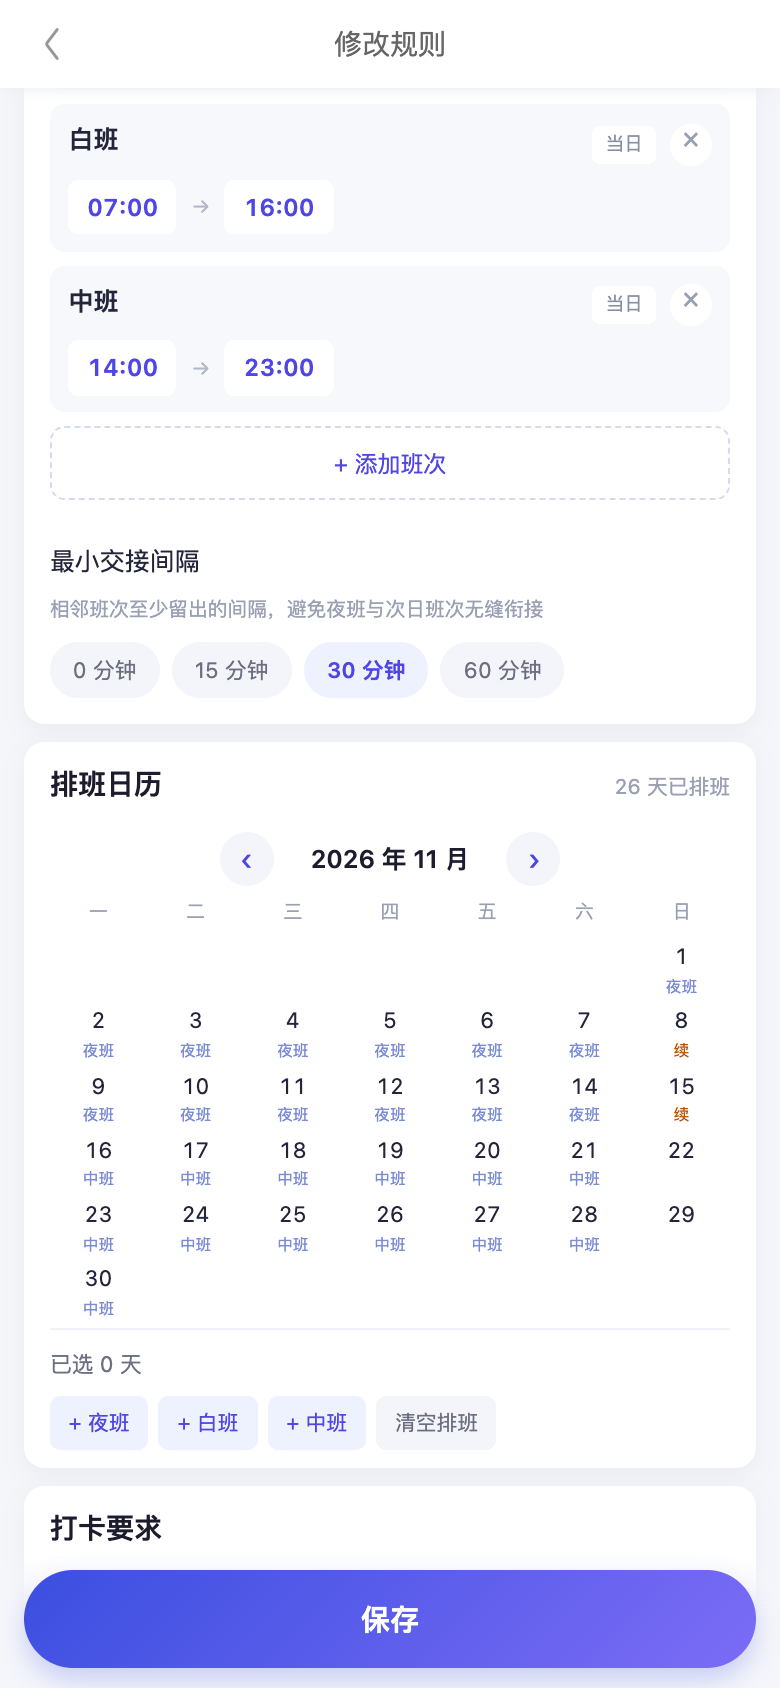 修改规则
白班 当日 ×
07:00 → 16:00
中班 当日 ×
14:00 → 23:00
+ 添加班次
最小交接间隔
相邻班次至少留出的间隔，避免夜班与次日班次无缝衔接
0 分钟 15 分钟 30 分钟 60 分钟
排班日历 26 天已排班
‹ 2026 年 11 月 ›
一 二 三 四 五 六 日
1
夜班
2 3 4 5 6 7 8
夜班 夜班 夜班 夜班 夜班 夜班 续
9 10 11 12 13 14 15
夜班 夜班 夜班 夜班 夜班 夜班 续
16 17 18 19 20 21 22
中班 中班 中班 中班 中班 中班
23 24 25 26 27 28 29
中班 中班 中班 中班 中班 中班
30
中班
已选 0 天
+ 夜班 + 白班 + 中班 清空排班
打卡要求
保存